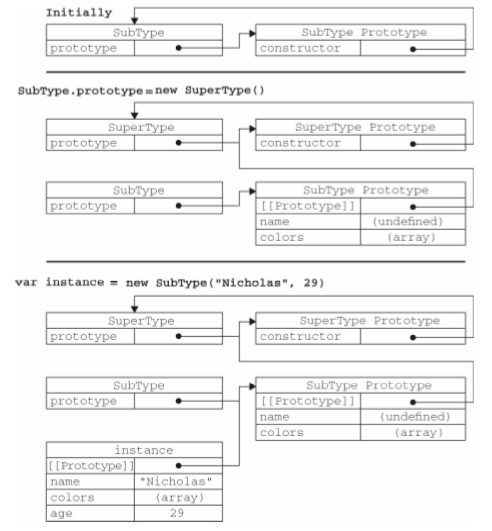 Initially
SubType SubType Prototype
prototype constructor
SubType.prototype=new SuperType()
SuperType SuperType Prototype
prototype constructor
SubType SubType Prototype
prototype [[Prototype]]
name (undefined)
colors (array)
var instance = new SubType("Nicholas", 29)
SuperType SuperType Prototype
prototype constructor
SubType SubType Prototype
prototype [[Prototype]]
name (undefined)
colors (array)
instance
[[Prototype]]
name "Nicholas"
colors (array)
age 29